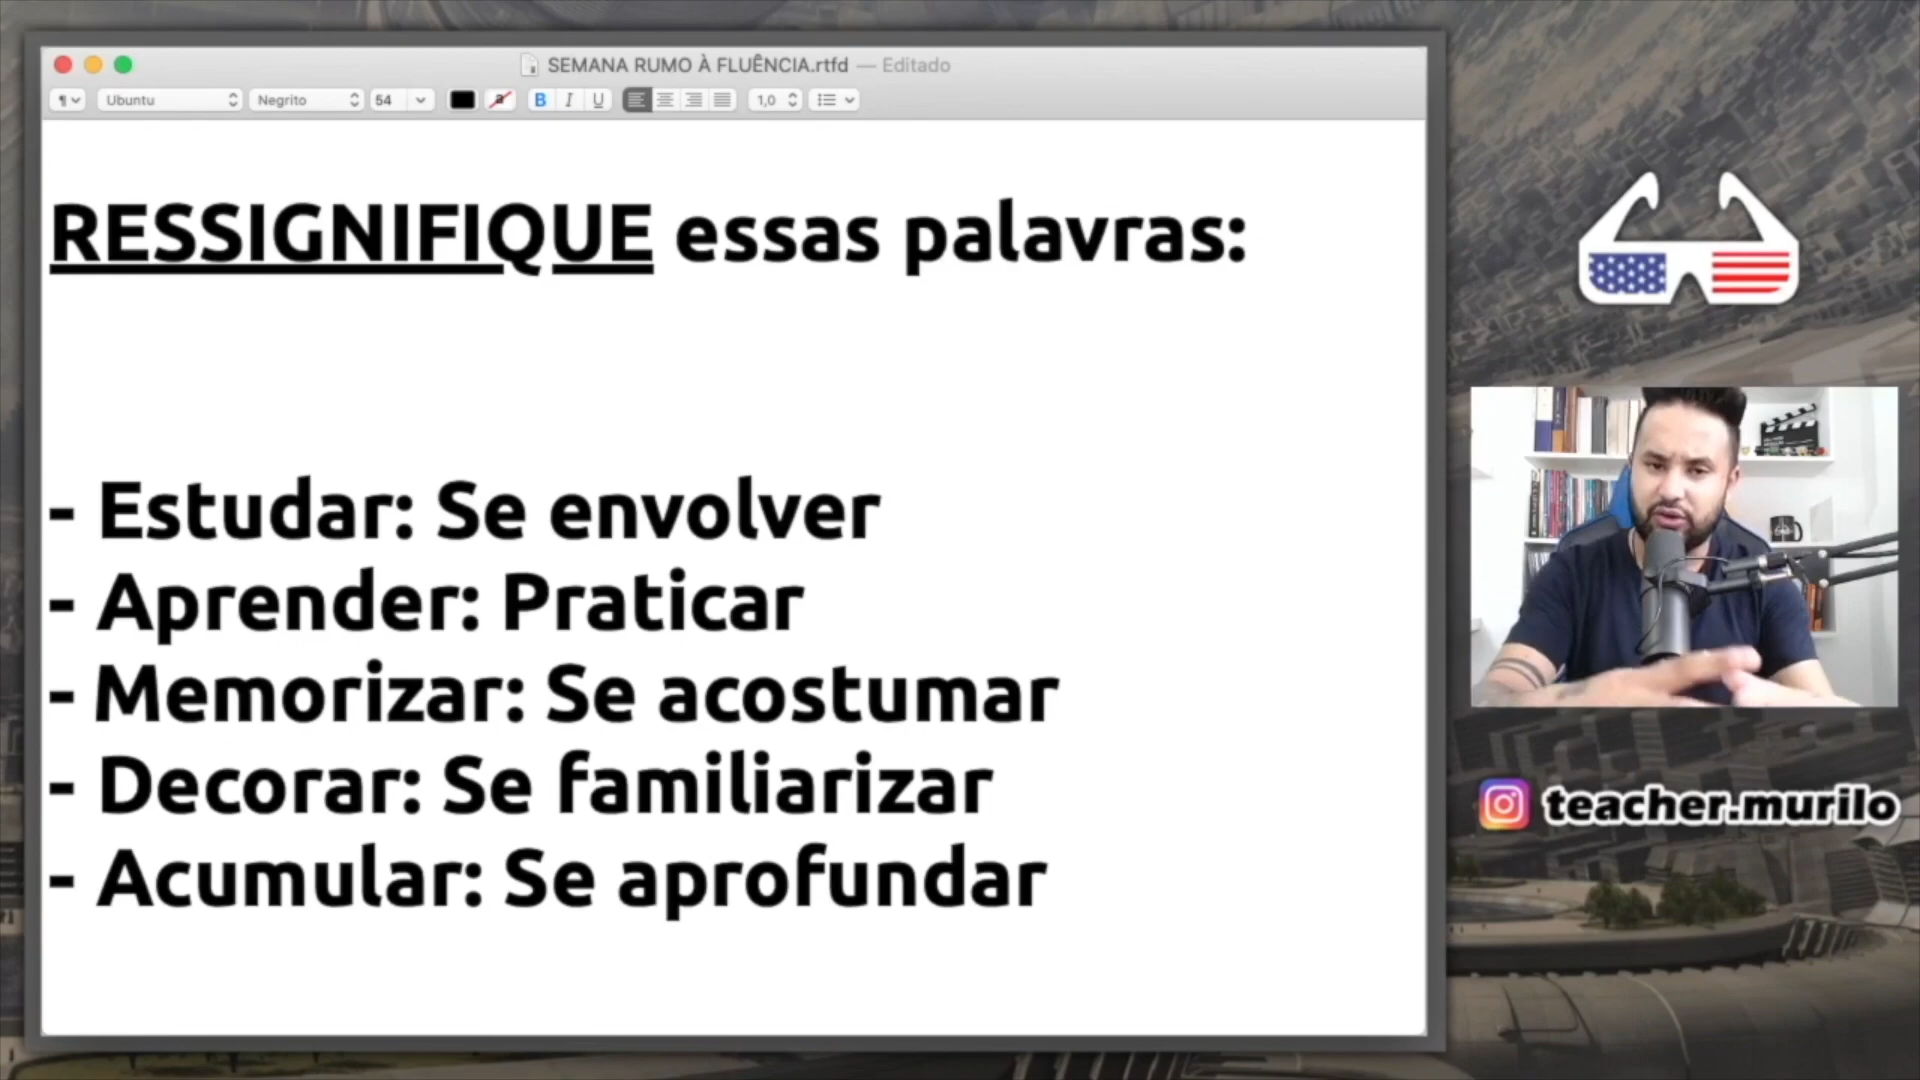 SEMANA RUMO À FLUÊNCIA.rtfd — Editado
Ubuntu Negrito 54 B I U 1,0
RESSIGNIFIQUE essas palavras:
- Estudar: Se envolver
- Aprender: Praticar
- Memorizar: Se acostumar
- Decorar: Se familiarizar
- Acumular: Se aprofundar
teacher.murilo